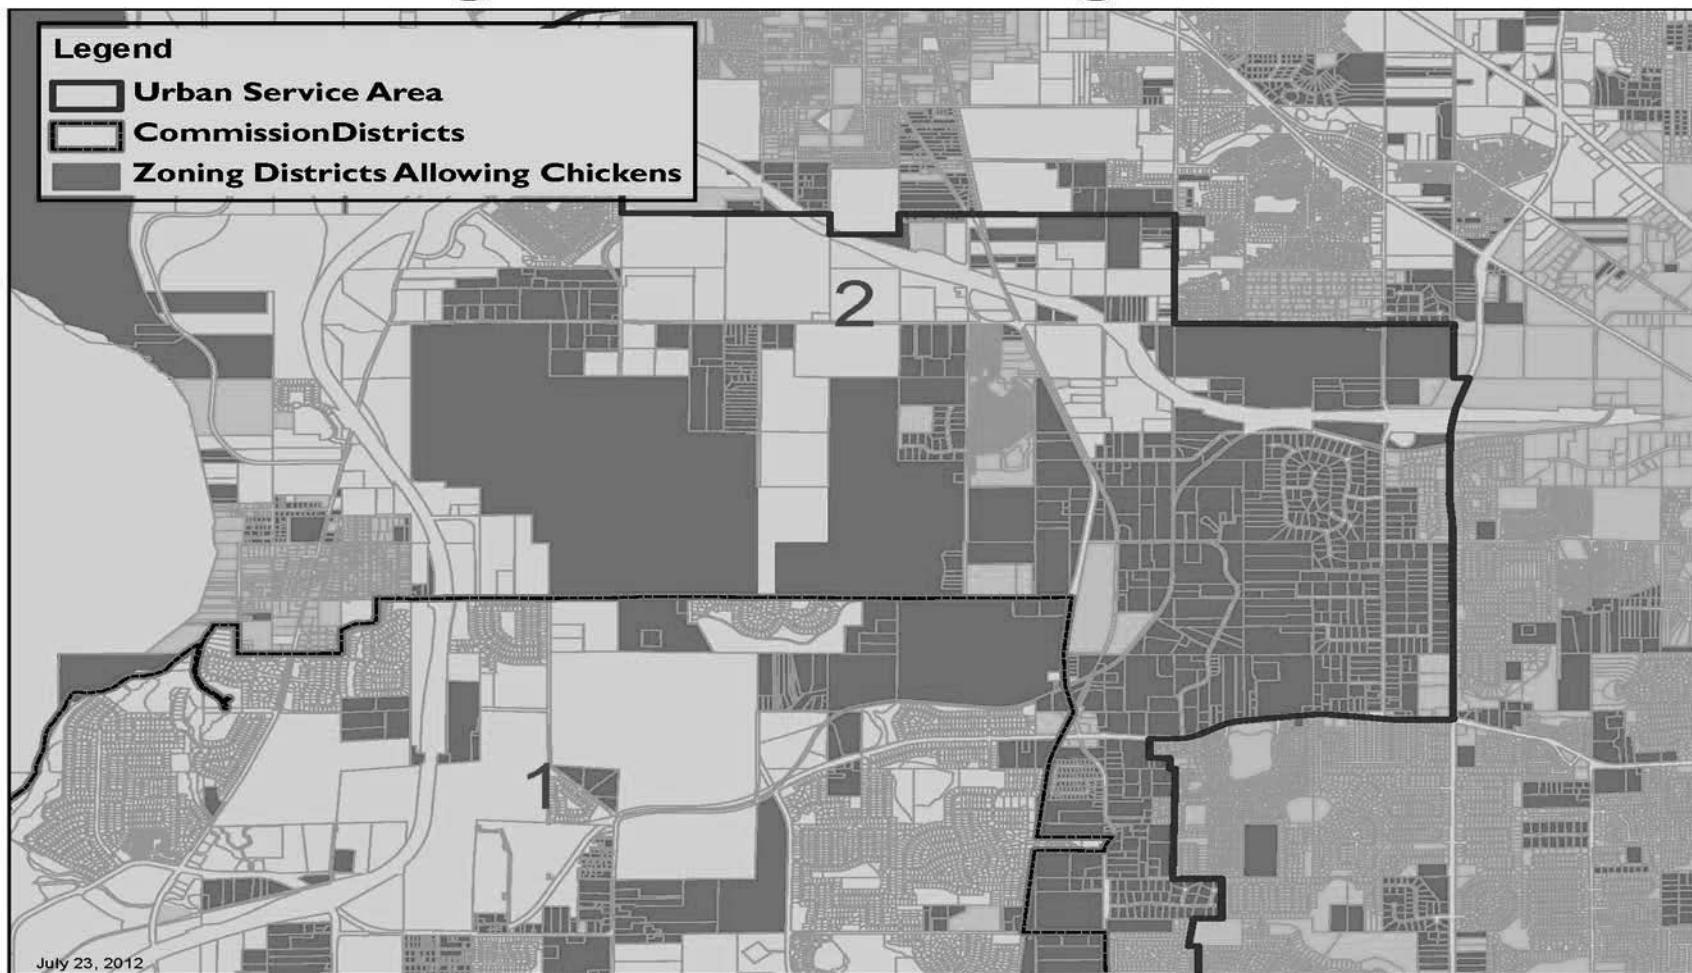 Legend
Urban Service Area
CommissionDistricts
Zoning Districts Allowing Chickens
2
1
July 23, 2012